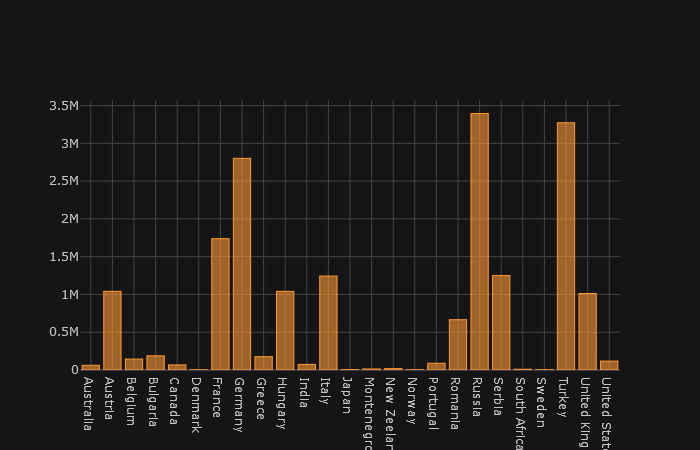 3.5M
3M
2.5M
2M
1.5M
1M
0.5M
0
Australia
Austria
Belgium
Bulgaria
Canada
Denmark
France
Germany
Greece
Hungary
India
Italy
Japan
Montenegro
New Zealan
Norway
Portugal
Romania
Russia
Serbia
South Africa
Sweden
Turkey
United King
United State